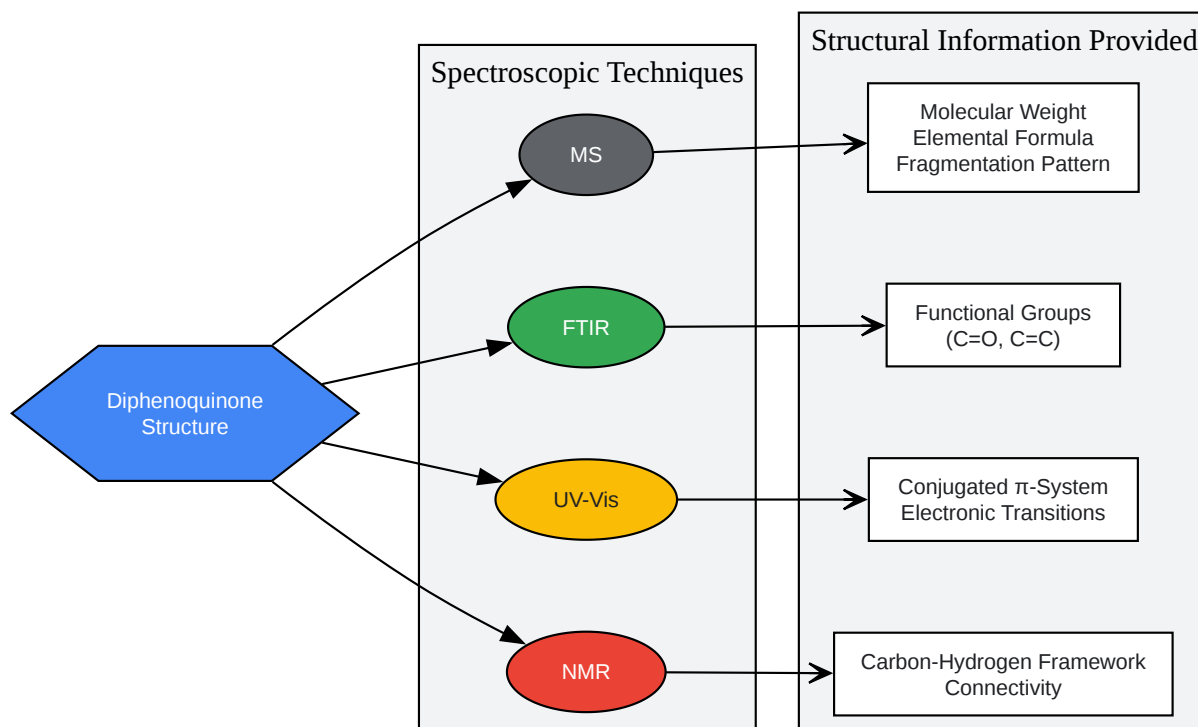 Structural Information Provided
Spectroscopic Techniques
MS
Molecular Weight
Elemental Formula
Fragmentation Pattern
FTIR
Functional Groups
(C=O, C=C)
Diphenoquinone
Structure
UV-Vis
Conjugated π-System
Electronic Transitions
NMR
Carbon-Hydrogen Framework
Connectivity